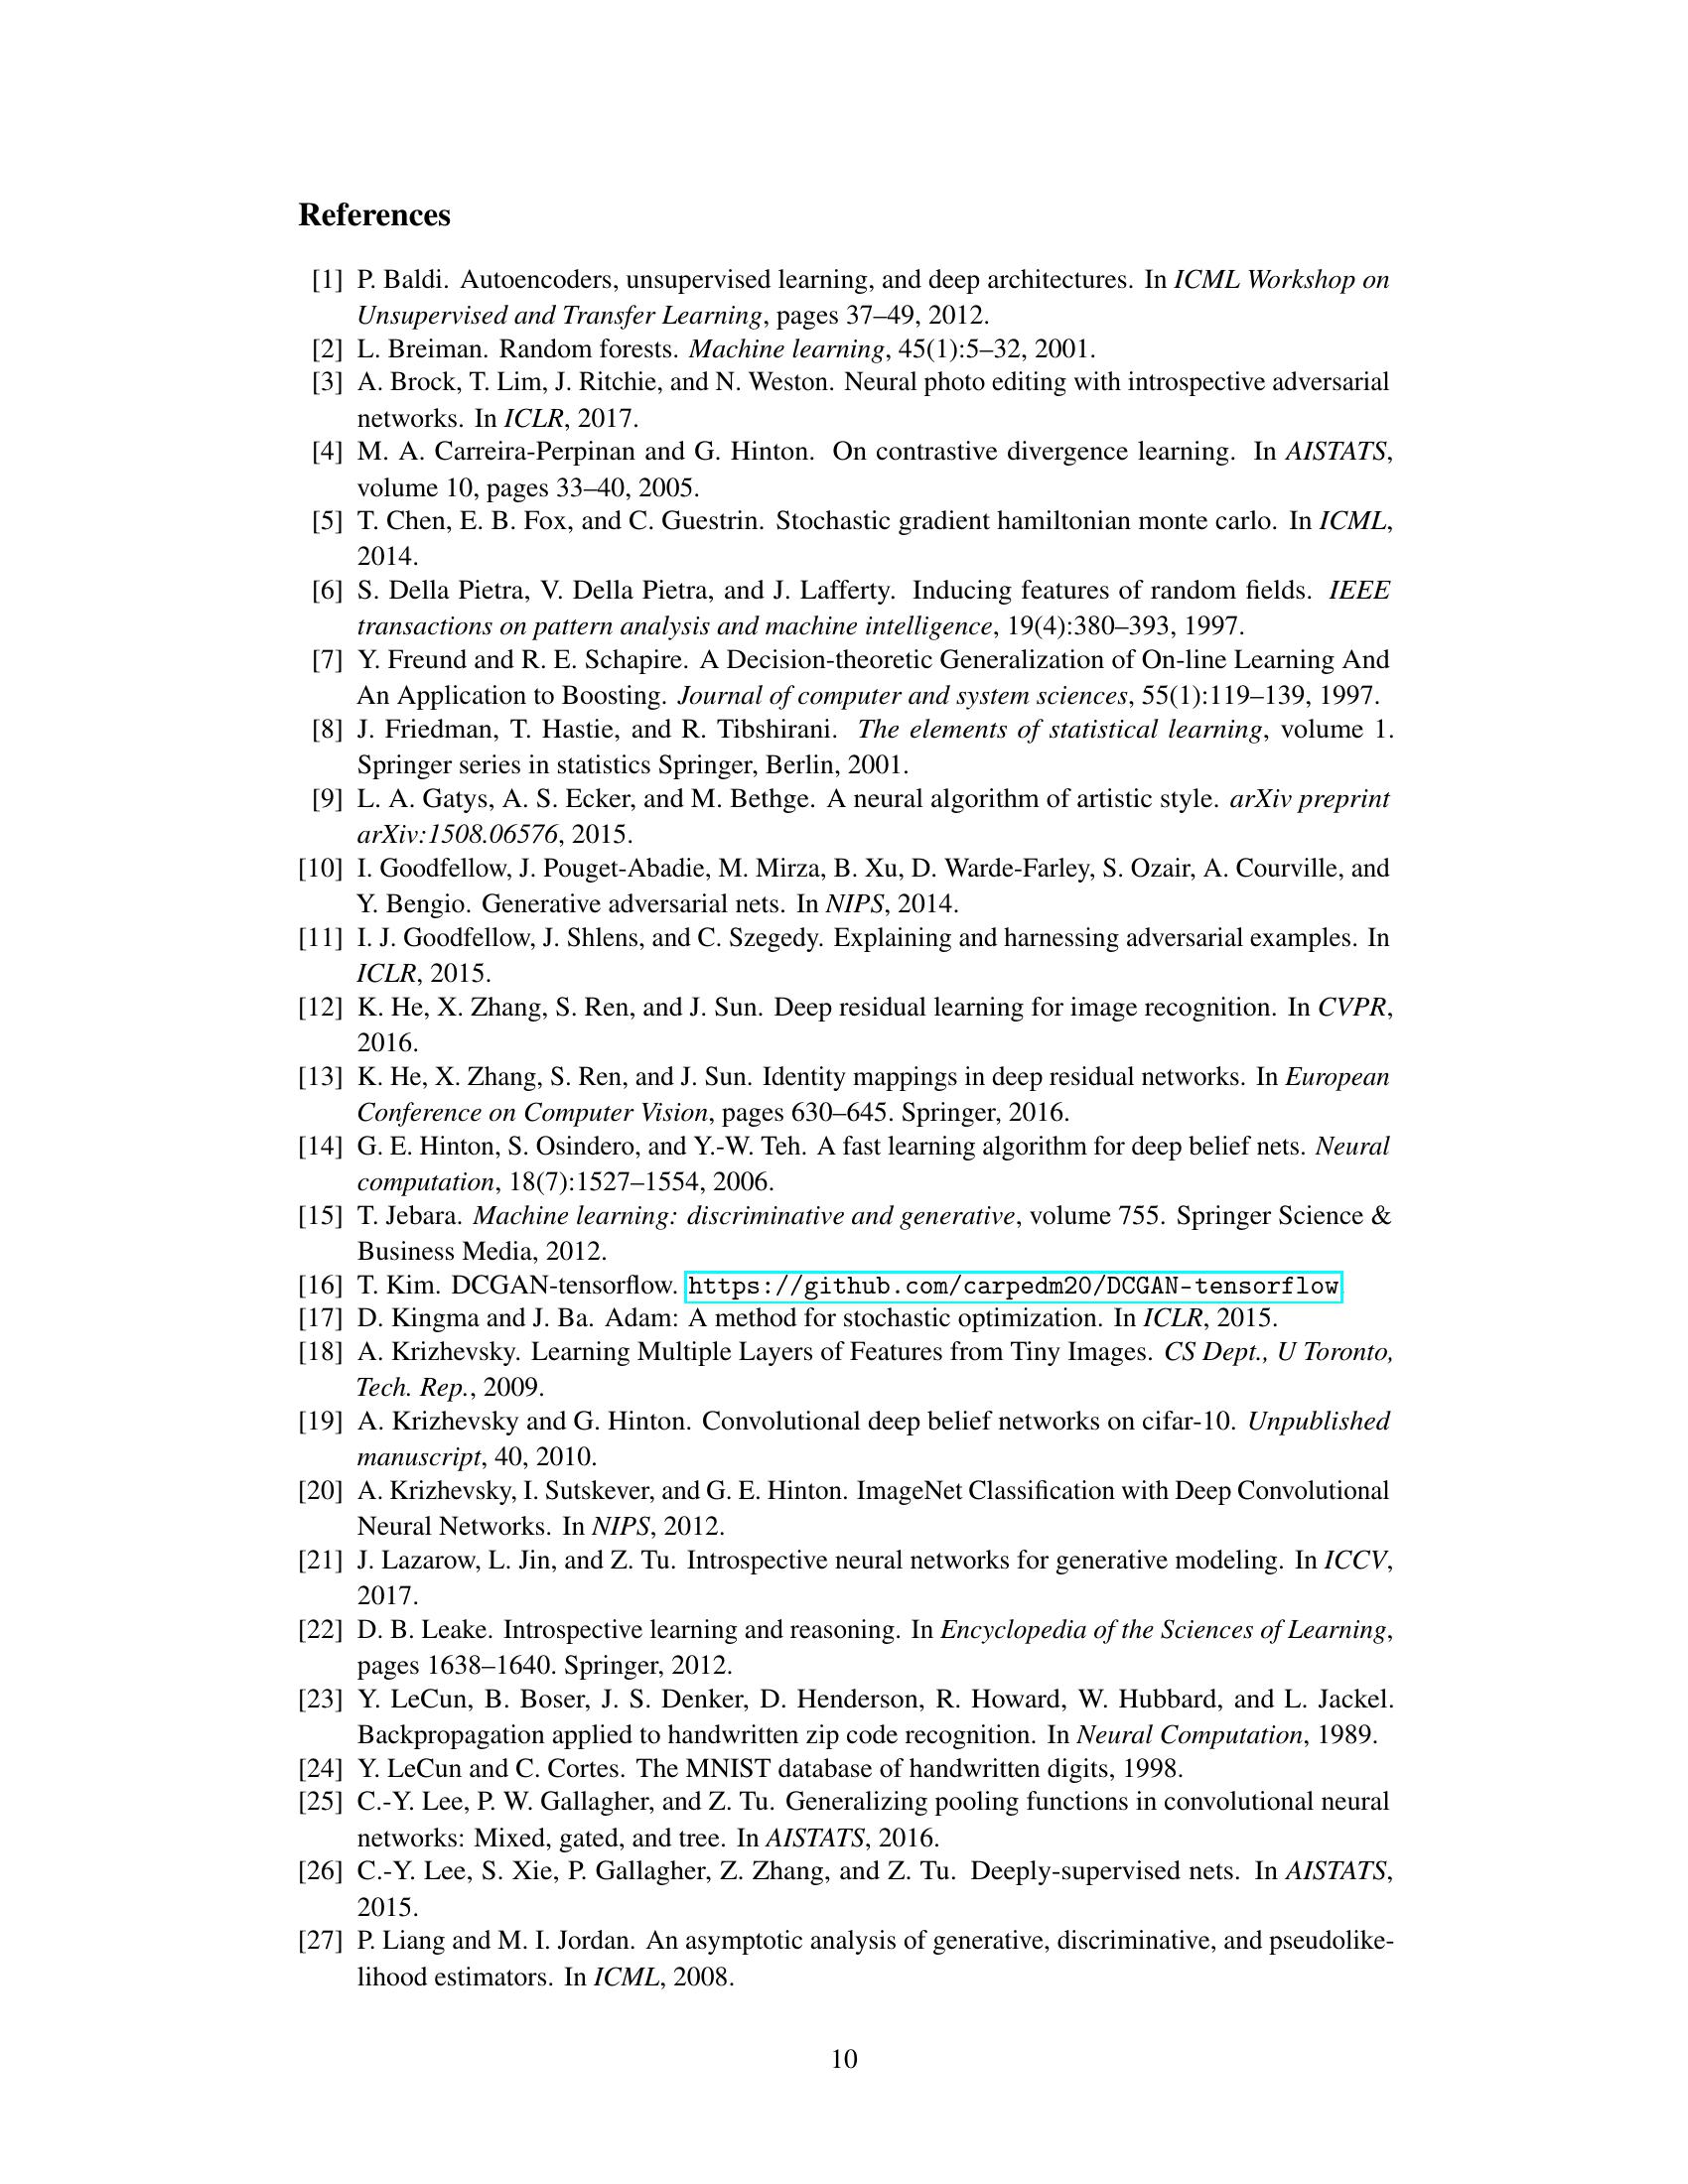 References
[1] P. Baldi. Autoencoders, unsupervised learning, and deep architectures. In ICML Workshop on
Unsupervised and Transfer Learning, pages 37–49, 2012.
[2] L. Breiman. Random forests. Machine learning, 45(1):5–32, 2001.
[3] A. Brock, T. Lim, J. Ritchie, and N. Weston. Neural photo editing with introspective adversarial
networks. In ICLR, 2017.
[4] M. A. Carreira-Perpinan and G. Hinton. On contrastive divergence learning. In AISTATS,
volume 10, pages 33–40, 2005.
[5] T. Chen, E. B. Fox, and C. Guestrin. Stochastic gradient hamiltonian monte carlo. In ICML,
2014.
[6] S. Della Pietra, V. Della Pietra, and J. Lafferty. Inducing features of random fields. IEEE
transactions on pattern analysis and machine intelligence, 19(4):380–393, 1997.
[7] Y. Freund and R. E. Schapire. A Decision-theoretic Generalization of On-line Learning And
An Application to Boosting. Journal of computer and system sciences, 55(1):119–139, 1997.
[8] J. Friedman, T. Hastie, and R. Tibshirani. The elements of statistical learning, volume 1.
Springer series in statistics Springer, Berlin, 2001.
[9] L. A. Gatys, A. S. Ecker, and M. Bethge. A neural algorithm of artistic style. arXiv preprint
arXiv:1508.06576, 2015.
[10] I. Goodfellow, J. Pouget-Abadie, M. Mirza, B. Xu, D. Warde-Farley, S. Ozair, A. Courville, and
Y. Bengio. Generative adversarial nets. In NIPS, 2014.
[11] I. J. Goodfellow, J. Shlens, and C. Szegedy. Explaining and harnessing adversarial examples. In
ICLR, 2015.
[12] K. He, X. Zhang, S. Ren, and J. Sun. Deep residual learning for image recognition. In CVPR,
2016.
[13] K. He, X. Zhang, S. Ren, and J. Sun. Identity mappings in deep residual networks. In European
Conference on Computer Vision, pages 630–645. Springer, 2016.
[14] G. E. Hinton, S. Osindero, and Y.-W. Teh. A fast learning algorithm for deep belief nets. Neural
computation, 18(7):1527–1554, 2006.
[15] T. Jebara. Machine learning: discriminative and generative, volume 755. Springer Science &
Business Media, 2012.
[16] T. Kim. DCGAN-tensorflow. https://github.com/carpedm20/DCGAN-tensorflow.
[17] D. Kingma and J. Ba. Adam: A method for stochastic optimization. In ICLR, 2015.
[18] A. Krizhevsky. Learning Multiple Layers of Features from Tiny Images. CS Dept., U Toronto,
Tech. Rep., 2009.
[19] A. Krizhevsky and G. Hinton. Convolutional deep belief networks on cifar-10. Unpublished
manuscript, 40, 2010.
[20] A. Krizhevsky, I. Sutskever, and G. E. Hinton. ImageNet Classification with Deep Convolutional
Neural Networks. In NIPS, 2012.
[21] J. Lazarow, L. Jin, and Z. Tu. Introspective neural networks for generative modeling. In ICCV,
2017.
[22] D. B. Leake. Introspective learning and reasoning. In Encyclopedia of the Sciences of Learning,
pages 1638–1640. Springer, 2012.
[23] Y. LeCun, B. Boser, J. S. Denker, D. Henderson, R. Howard, W. Hubbard, and L. Jackel.
Backpropagation applied to handwritten zip code recognition. In Neural Computation, 1989.
[24] Y. LeCun and C. Cortes. The MNIST database of handwritten digits, 1998.
[25] C.-Y. Lee, P. W. Gallagher, and Z. Tu. Generalizing pooling functions in convolutional neural
networks: Mixed, gated, and tree. In AISTATS, 2016.
[26] C.-Y. Lee, S. Xie, P. Gallagher, Z. Zhang, and Z. Tu. Deeply-supervised nets. In AISTATS,
2015.
[27] P. Liang and M. I. Jordan. An asymptotic analysis of generative, discriminative, and pseudolike-
lihood estimators. In ICML, 2008.
10